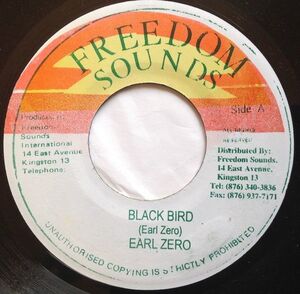 FREEDOM
SOUNDS
Side A
Produced by:
Freedom
Sounds
International
14 East Avenue
Kingston 13
Telephone:
Distributed By:
Freedom Sounds.
14 East Avenue.
Kingston 13
Tel: (876) 340-3836
Fax: (876) 937-7171
BLACK BIRD
(Earl Zero)
EARL ZERO
UNAUTHORISED COPYING IS STRICTLY PROHIBITED